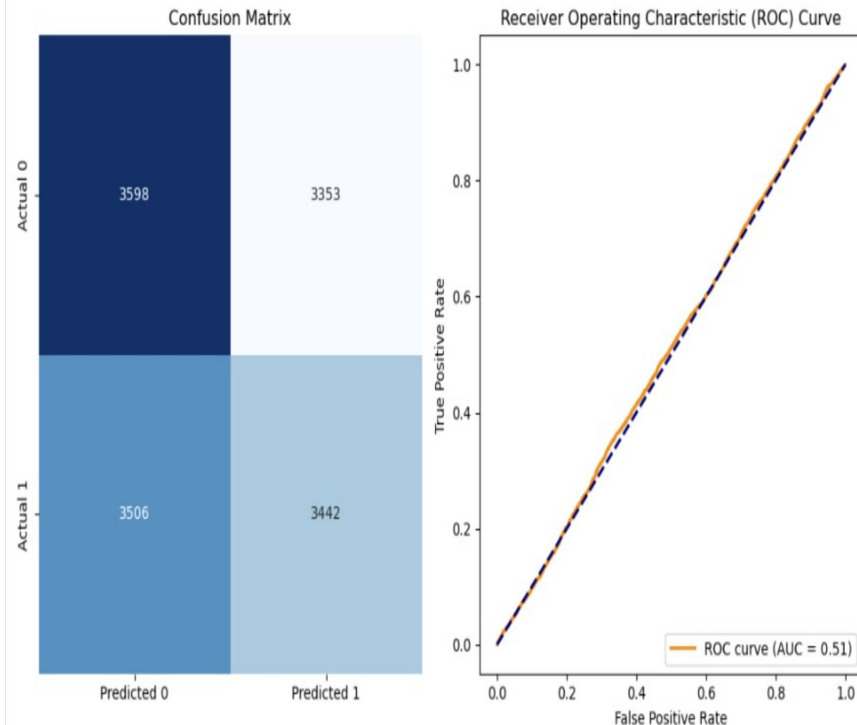 Confusion Matrix
Actual 0
3598
3353
Actual 1
3506
3442
Predicted 0
Predicted 1
Receiver Operating Characteristic (ROC) Curve
True Positive Rate
1.0
0.8
0.6
0.4
0.2
0.0
ROC curve (AUC = 0.51)
0.0
0.2
0.4
0.6
0.8
1.0
False Positive Rate